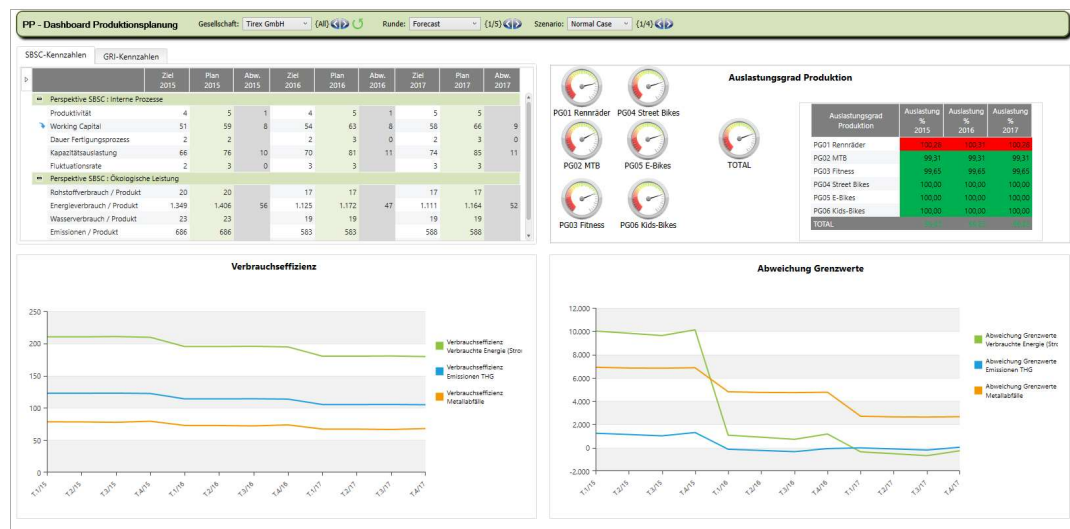 PP - Dashboard Produktionsplanung Gesellschaft: Tirex GmbH {All} Runde: Forecast {1/5} Szenario: Normal Case {1/4}
SBSC-Kennzahlen GRI-Kennzahlen
Ziel 2015 Plan 2015 Abw. 2015 Ziel 2016 Plan 2016 Abw. 2016 Ziel 2017 Plan 2017 Abw. 2017
Perspektive SBSC : Interne Prozesse
Produktivität 4 5 1 4 5 1 5 5
Working Capital 51 59 8 54 63 8 58 66 9
Dauer Fertigungsprozess 2 2 2 3 0 2 3 0
Kapazitätsauslastung 66 76 10 70 81 11 74 85 11
Fluktuationsrate 2 3 0 3 3 3 3
Perspektive SBSC : Ökologische Leistung
Rohstoffverbrauch / Produkt 20 20 17 17 17 17
Energieverbrauch / Produkt 1.349 1.406 56 1.125 1.172 47 1.111 1.164 52
Wasserverbrauch / Produkt 23 23 19 19 19 19
Emissionen / Produkt 686 686 583 583 588 588
Auslastungsgrad Produktion
PG01 Rennräder PG04 Street Bikes
PG02 MTB PG05 E-Bikes TOTAL
PG03 Fitness PG06 Kids-Bikes
Auslastungsgrad Produktion Auslastung % 2015 Auslastung % 2016 Auslastung % 2017
PG01 Rennräder
PG02 MTB 99,31 99,31 99,31
PG03 Fitness 99,65 99,65 99,65
PG04 Street Bikes 100,00 100,00 100,00
PG05 E-Bikes 100,00 100,00 100,00
PG06 Kids-Bikes 100,00 100,00 100,00
TOTAL
Verbrauchseffizienz
250
200
150
100
50
0
T.1/15 T.2/15 T.3/15 T.4/15 T.1/16 T.2/16 T.3/16 T.4/16 T.1/17 T.2/17 T.3/17 T.4/17
Verbrauchseffizienz
Verbrauchte Energie (Stro
Verbrauchseffizienz
Emissionen THG
Verbrauchseffizienz
Metallabfälle
Abweichung Grenzwerte
12.000
10.000
8.000
6.000
4.000
2.000
0
-2.000
T.1/15 T.2/15 T.3/15 T.4/15 T.1/16 T.2/16 T.3/16 T.4/16 T.1/17 T.2/17 T.3/17 T.4/17
Abweichung Grenzwerte
Verbrauchte Energie (Stro
Abweichung Grenzwerte
Emissionen THG
Abweichung Grenzwerte
Metallabfälle